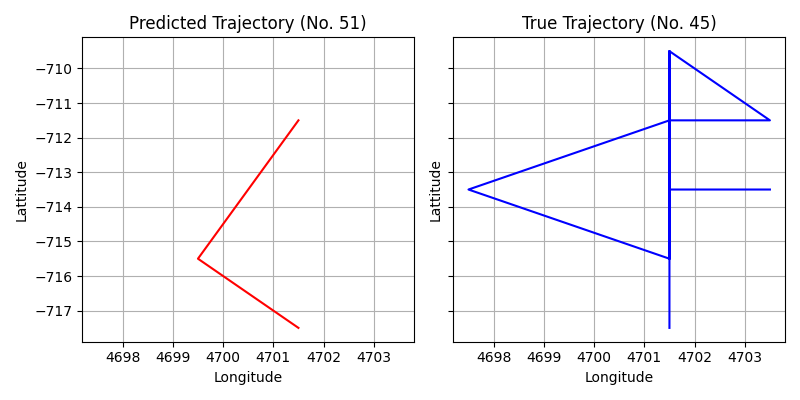 Predicted Trajectory (No. 51)
True Trajectory (No. 45)
−710
−711
−712
−713
−714
−715
−716
−717
Lattitude
Lattitude
4698 4699 4700 4701 4702 4703
4698 4699 4700 4701 4702 4703
Longitude
Longitude